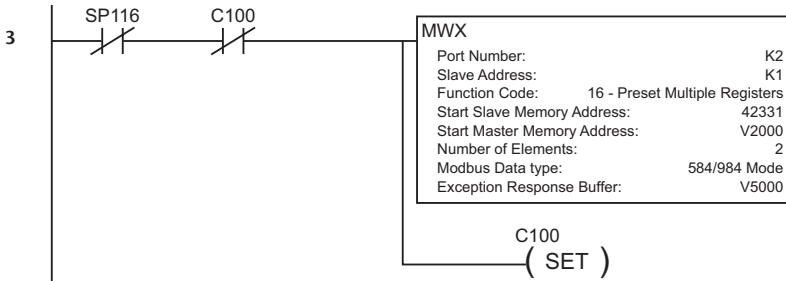 SP116 C100
3
MWX
Port Number: K2
Slave Address: K1
Function Code: 16 - Preset Multiple Registers
Start Slave Memory Address: 42331
Start Master Memory Address: V2000
Number of Elements: 2
Modbus Data type: 584/984 Mode
Exception Response Buffer: V5000
C100
( SET )